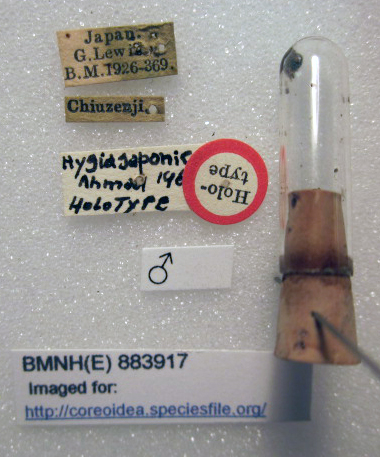 Japan.
G. Lewis.
B.M.1926-369.
Chiuzenji.
Hygia japonic
Ahmad 196
HOLOTYPE
Holo-
type
♂
BMNH(E) 883917
Imaged for:
http://coreoidea.speciesfile.org/